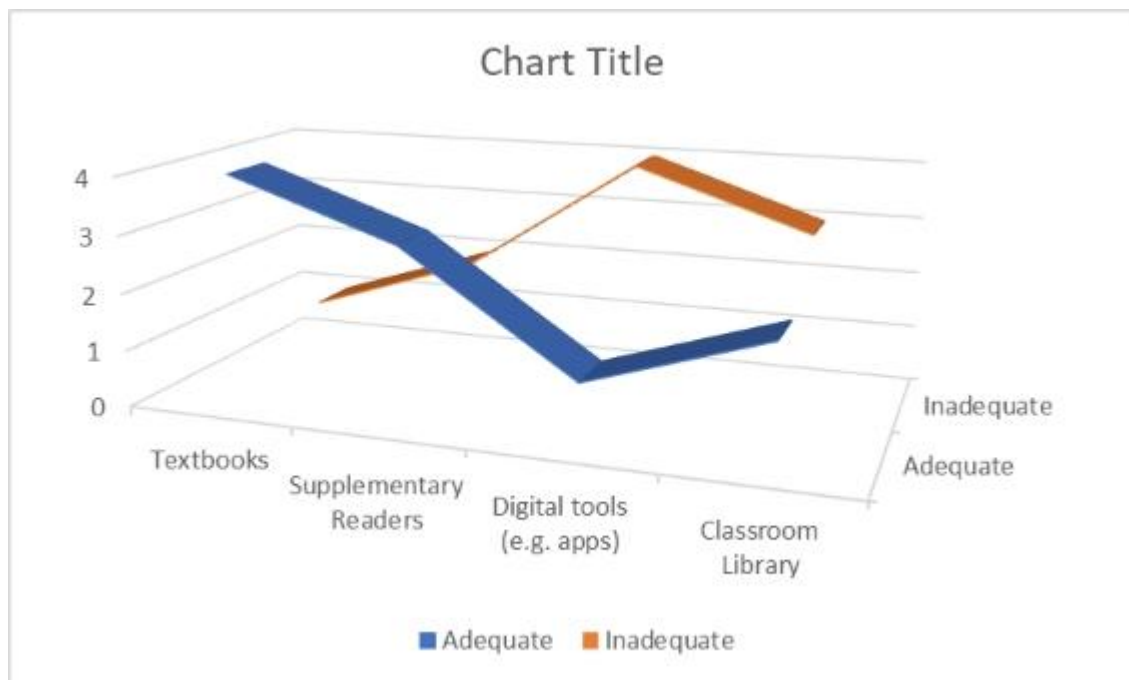 Chart Title
4
3
2
1
0
Textbooks
Supplementary
Readers
Digital tools
(e.g. apps)
Classroom
Library
Inadequate
Adequate
Adequate Inadequate